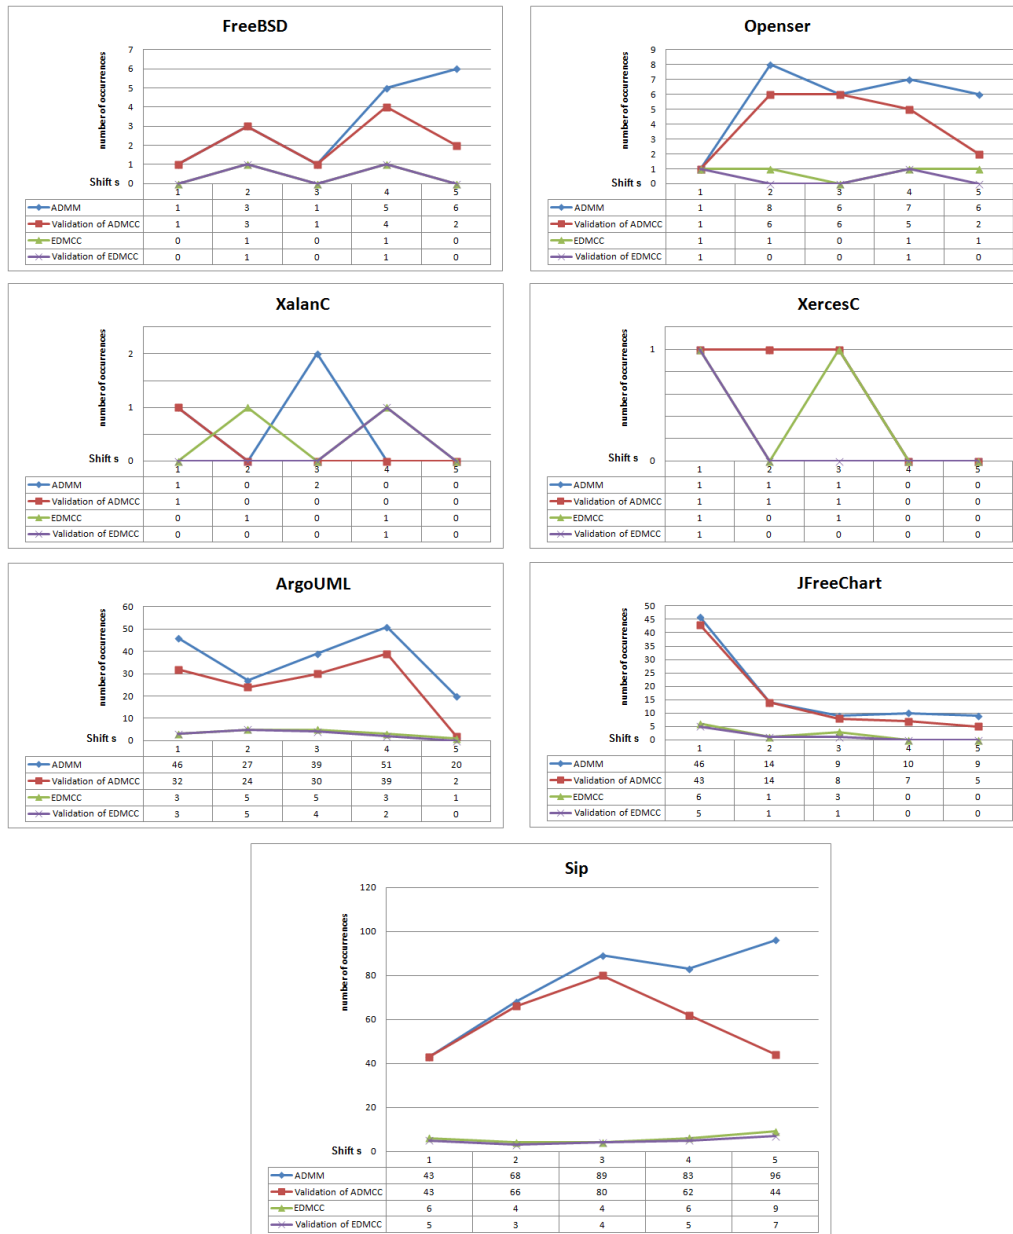 FreeBSD
number of occurrences
7
6
5
4
3
2
1
0
Shift s
1 2 3 4 5
ADMM 1 3 1 5 6
Validation of ADMCC 1 3 1 4 2
EDMCC 0 1 0 1 0
Validation of EDMCC 0 1 0 1 0
Openser
number of occurrences
9
8
7
6
5
4
3
2
1
0
Shift s
1 2 3 4 5
ADMM 1 8 6 7 6
Validation of ADMCC 1 6 6 5 2
EDMCC 1 1 0 1 1
Validation of EDMCC 1 0 0 1 0
XalanC
number of occurrences
2
1
0
Shift s
1 2 3 4 5
ADMM 1 0 2 0 0
Validation of ADMCC 1 0 0 0 0
EDMCC 0 1 0 1 0
Validation of EDMCC 0 0 0 1 0
XercesC
number of occurrences
1
0
Shift s
1 2 3 4 5
ADMM 1 1 1 0 0
Validation of ADMCC 1 1 1 0 0
EDMCC 1 0 1 0 0
Validation of EDMCC 1 0 0 0 0
ArgoUML
number of occurrences
60
50
40
30
20
10
0
Shift s
1 2 3 4 5
ADMM 46 27 39 51 20
Validation of ADMCC 32 24 30 39 2
EDMCC 3 5 5 3 1
Validation of EDMCC 3 5 4 2 0
JFreeChart
number of occurrences
50
45
40
35
30
25
20
15
10
5
0
Shift s
1 2 3 4 5
ADMM 46 14 9 10 9
Validation of ADMCC 43 14 8 7 5
EDMCC 6 1 3 0 0
Validation of EDMCC 5 1 1 0 0
Sip
number of occurrences
120
100
80
60
40
20
0
Shift s
1 2 3 4 5
ADMM 43 68 89 83 96
Validation of ADMCC 43 66 80 62 44
EDMCC 6 4 4 6 9
Validation of EDMCC 5 3 4 5 7